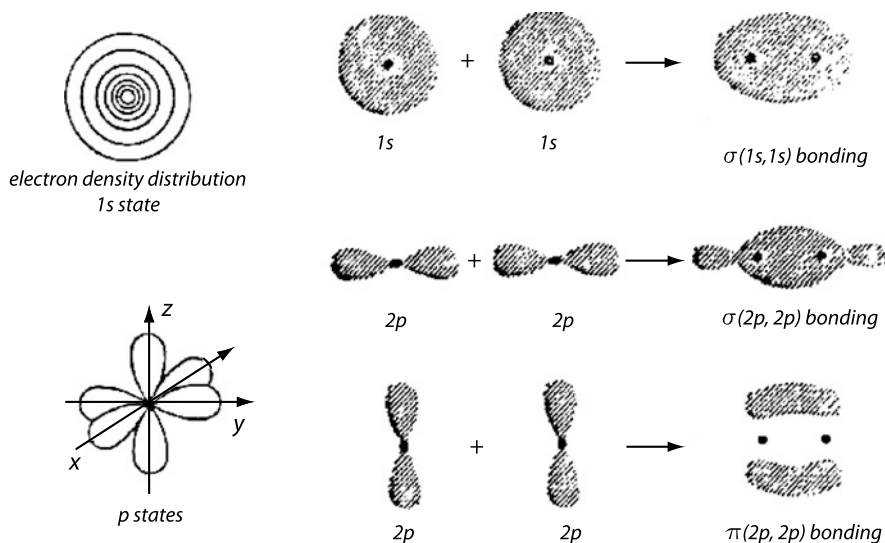 1s
+
1s
σ(1s,1s) bonding
electron density distribution
1s state
2p
+
2p
σ(2p, 2p) bonding
z
y
x
p states
2p
+
2p
π(2p, 2p) bonding